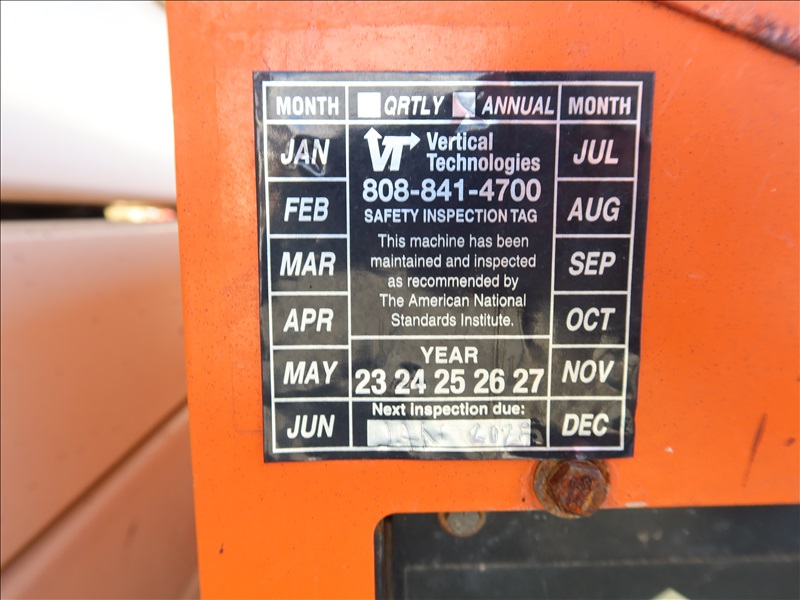 MONTH QRTLY ANNUAL MONTH
JAN VT Vertical Technologies JUL
808-841-4700
FEB SAFETY INSPECTION TAG AUG
This machine has been
MAR maintained and inspected SEP
as recommended by
The American National
APR Standards Institute. OCT
YEAR
MAY 23 24 25 26 27 NOV
Next inspection due:
JUN DEC